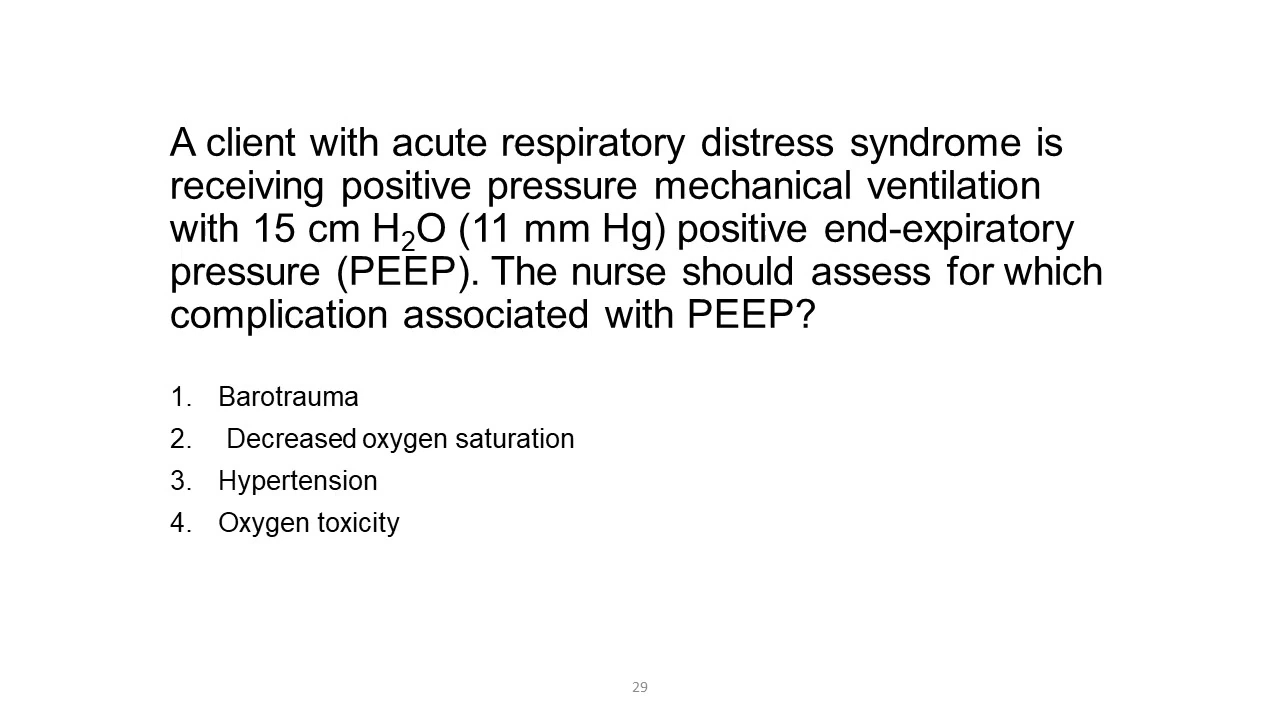 A client with acute respiratory distress syndrome is
receiving positive pressure mechanical ventilation
with 15 cm H₂O (11 mm Hg) positive end-expiratory
pressure (PEEP). The nurse should assess for which
complication associated with PEEP?
1. Barotrauma
2. Decreased oxygen saturation
3. Hypertension
4. Oxygen toxicity
29